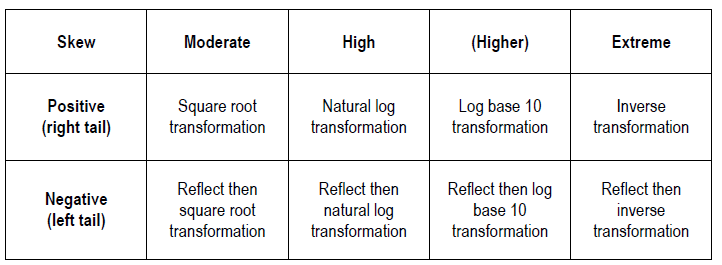 Skew Moderate High (Higher) Extreme
Positive
(right tail)
Square root
transformation
Natural log
transformation
Log base 10
transformation
Inverse
transformation
Negative
(left tail)
Reflect then
square root
transformation
Reflect then
natural log
transformation
Reflect then log
base 10
transformation
Reflect then
inverse
transformation